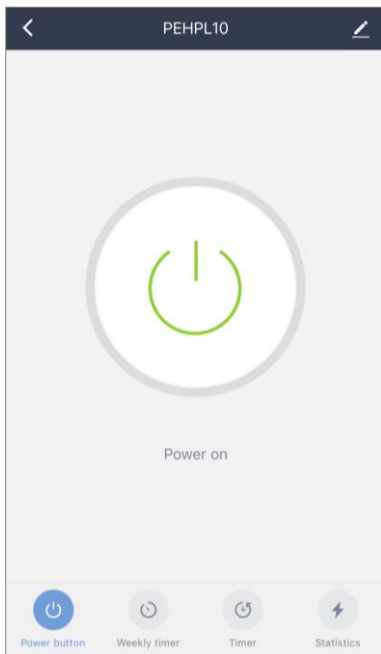 PEHPL10
Power on
Power button
Weekly timer
Timer
Statistics